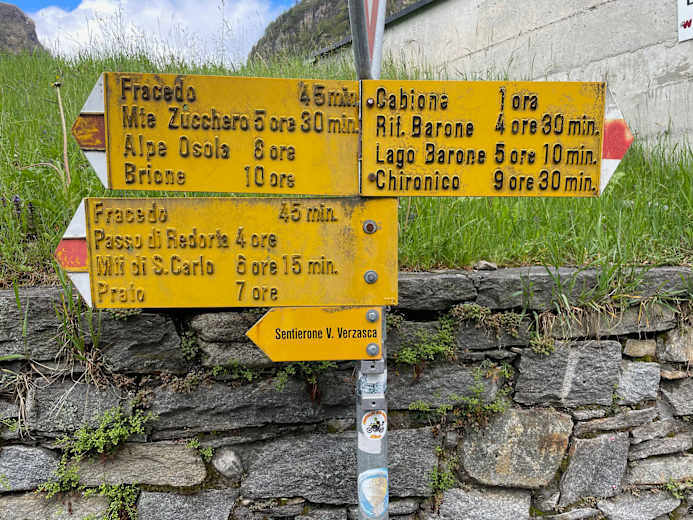 Fracedo 45 min.
Mte Zucchero 5 ore 30 min.
Alpe Osola 8 ore
Brione 10 ore
Cabione 1 ora
Rif. Barone 4 ore 30 min.
Lago Barone 5 ore 10 min.
Chironico 9 ore 30 min.
Fracedo 45 min.
Passo di Redorta 4 ore
Mti di S. Carlo 6 ore 15 min.
Prato 7 ore
Sentierone V. Verzasca